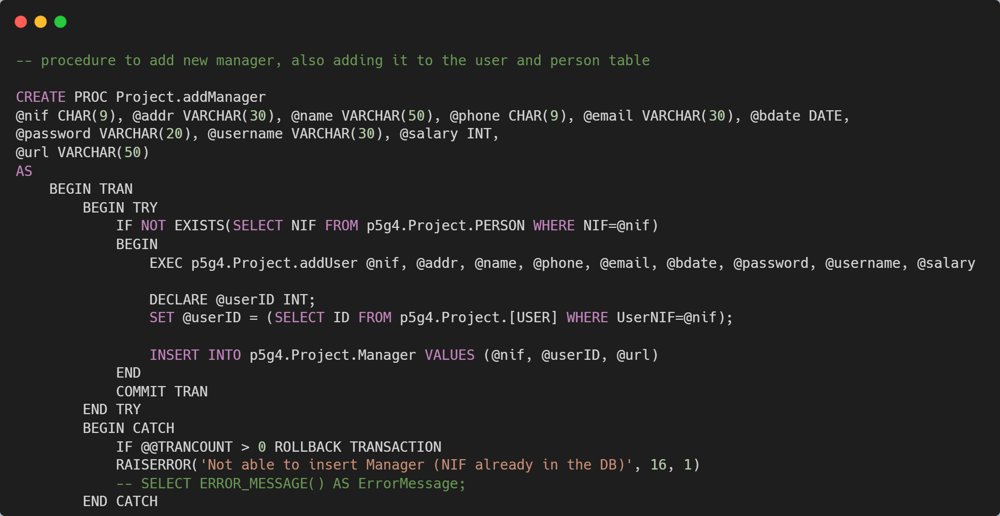 -- procedure to add new manager, also adding it to the user and person table
CREATE PROC Project.addManager
@nif CHAR(9), @addr VARCHAR(30), @name VARCHAR(50), @phone CHAR(9), @email VARCHAR(30), @bdate DATE,
@password VARCHAR(20), @username VARCHAR(30), @salary INT,
@url VARCHAR(50)
AS
BEGIN TRAN
BEGIN TRY
IF NOT EXISTS(SELECT NIF FROM p5g4.Project.PERSON WHERE NIF=@nif)
BEGIN
EXEC p5g4.Project.addUser @nif, @addr, @name, @phone, @email, @bdate, @password, @username, @salary
DECLARE @userID INT;
SET @userID = (SELECT ID FROM p5g4.Project.[USER] WHERE UserNIF=@nif);
INSERT INTO p5g4.Project.Manager VALUES (@nif, @userID, @url)
END
COMMIT TRAN
END TRY
BEGIN CATCH
IF @@TRANCOUNT > 0 ROLLBACK TRANSACTION
RAISERROR('Not able to insert Manager (NIF already in the DB)', 16, 1)
-- SELECT ERROR_MESSAGE() AS ErrorMessage;
END CATCH